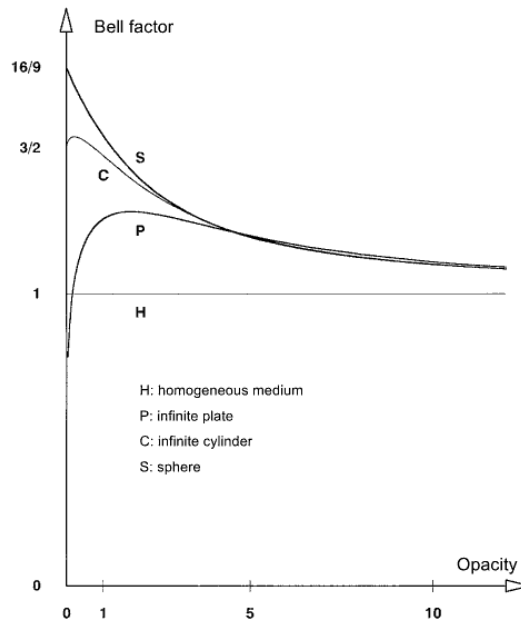 Bell factor
16/9
3/2
S
C
P
1
H
H: homogeneous medium
P: infinite plate
C: infinite cylinder
S: sphere
Opacity
0
0 1 5 10